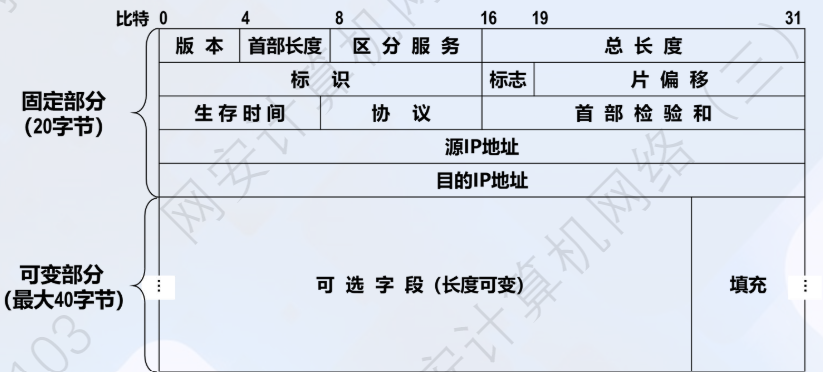 比特 0 4 8 16 19 31
版本 首部长度 区分服务 总长度
标识 标志 片偏移
固定部分
(20字节)
生存时间 协议 首部检验和
源IP地址
目的IP地址
可变部分
(最大40字节)
⋮ 可选字段 (长度可变) 填充 ⋮
网安计算机网络(三)
网安计算机网络
103